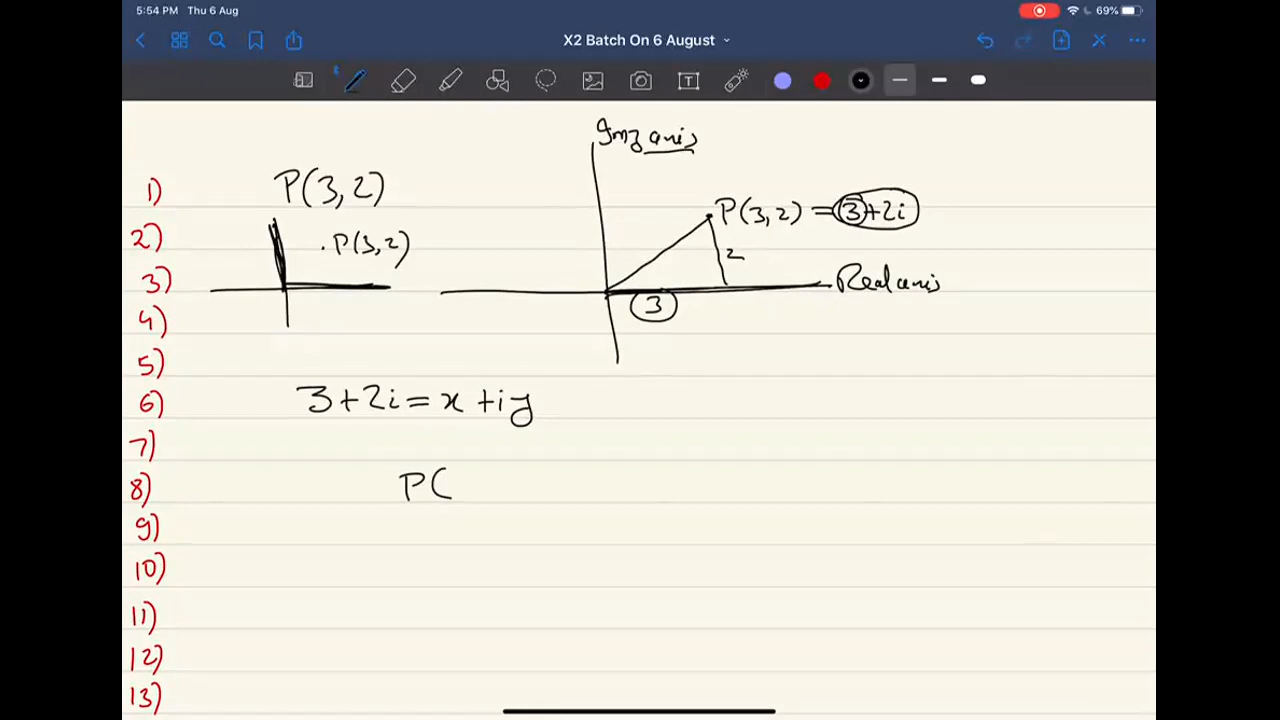 5:54 PM Thu 6 Aug
69%
X2 Batch On 6 August
T
Img axis
1)
P(3,2)
P(3,2) = 3+2i
2)
.P(3,2)
2
3)
Real axis
3
4)
5)
6)
3+2i = x + iy
7)
8)
P(
9)
10)
11)
12)
13)